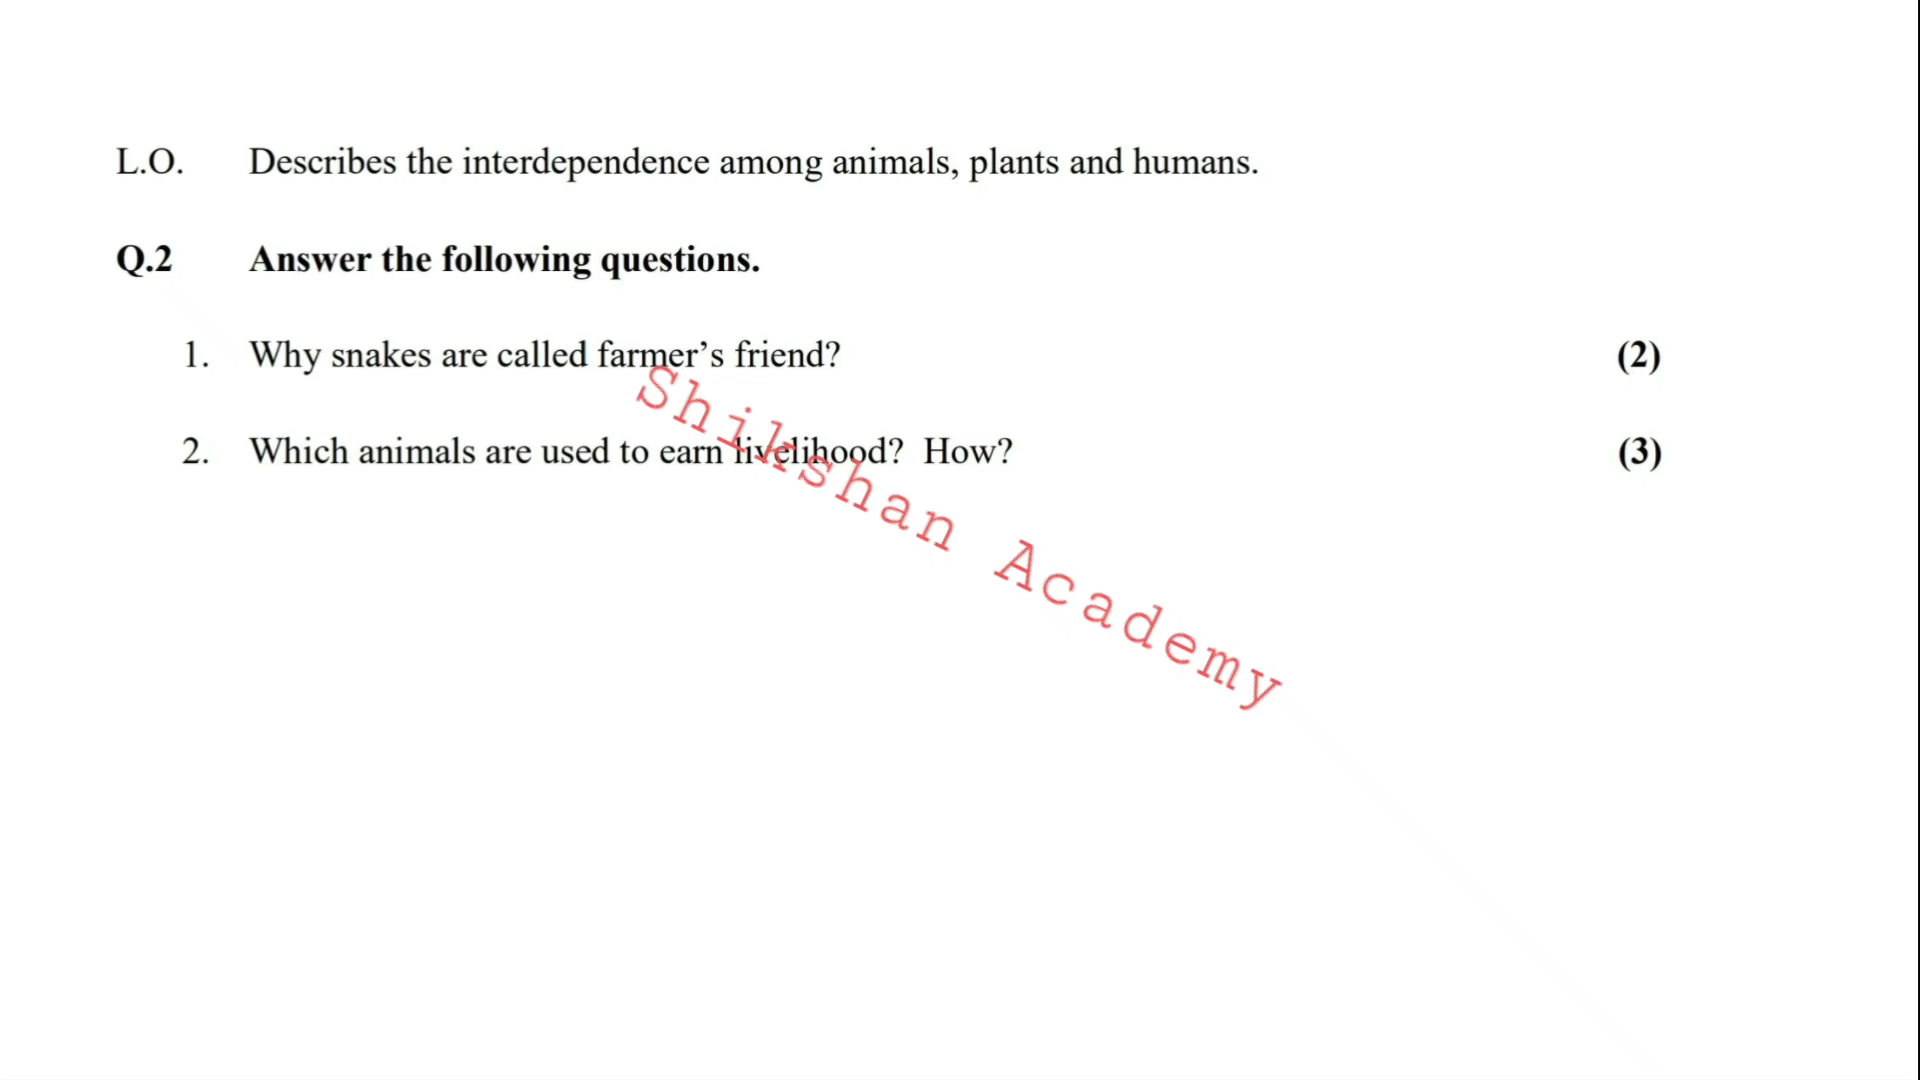 L.O. Describes the interdependence among animals, plants and humans.
Q.2 Answer the following questions.
1. Why snakes are called farmer’s friend? (2)
2. Which animals are used to earn livelihood? How? (3)
Shikshan Academy